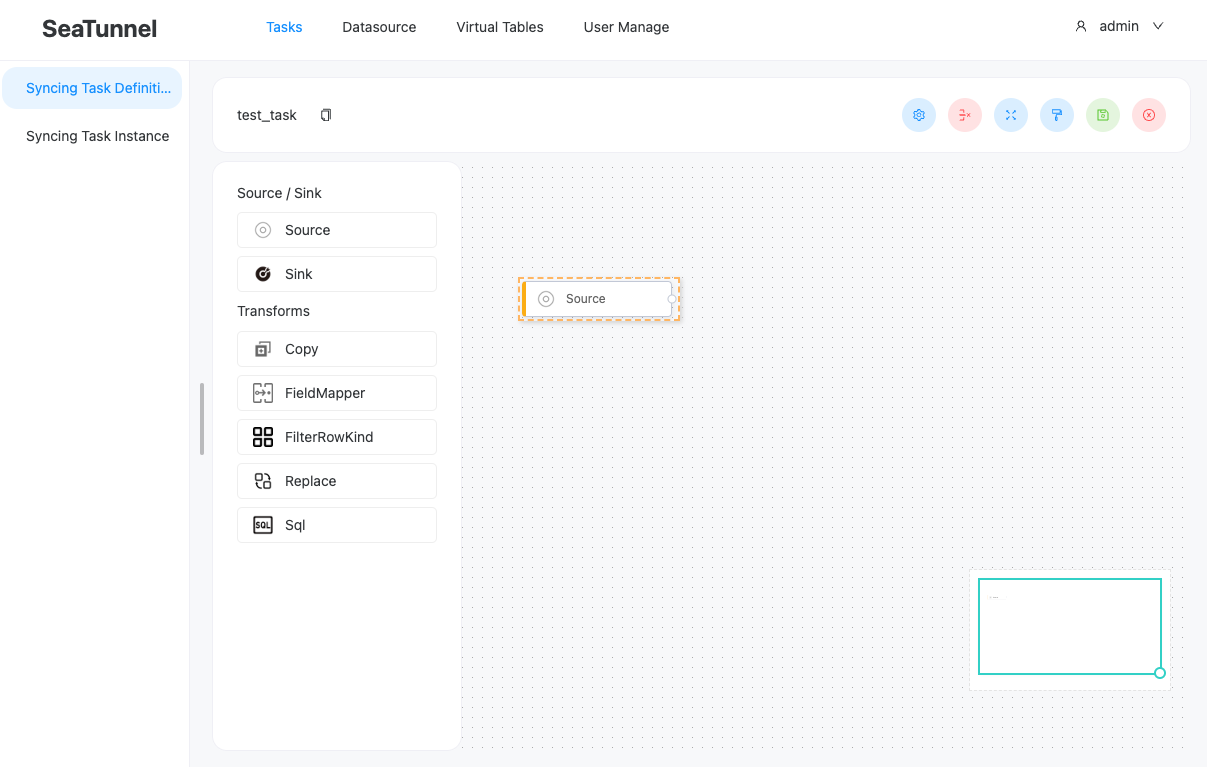 SeaTunnel
Tasks
Datasource
Virtual Tables
User Manage
admin
Syncing Task Definiti...
Syncing Task Instance
test_task
Source / Sink
Source
Sink
Transforms
Copy
FieldMapper
FilterRowKind
Replace
SQL
Sql
Source